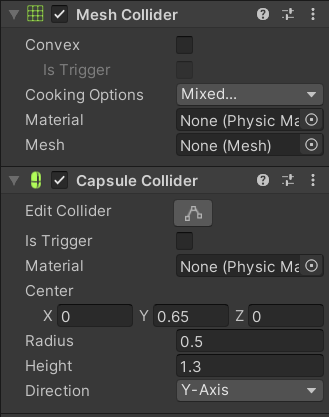 Mesh Collider
Convex
Is Trigger
Cooking Options Mixed...
Material None (Physic Ma
Mesh None (Mesh)
Capsule Collider
Edit Collider
Is Trigger
Material None (Physic Ma
Center
X 0 Y 0.65 Z 0
Radius 0.5
Height 1.3
Direction Y-Axis